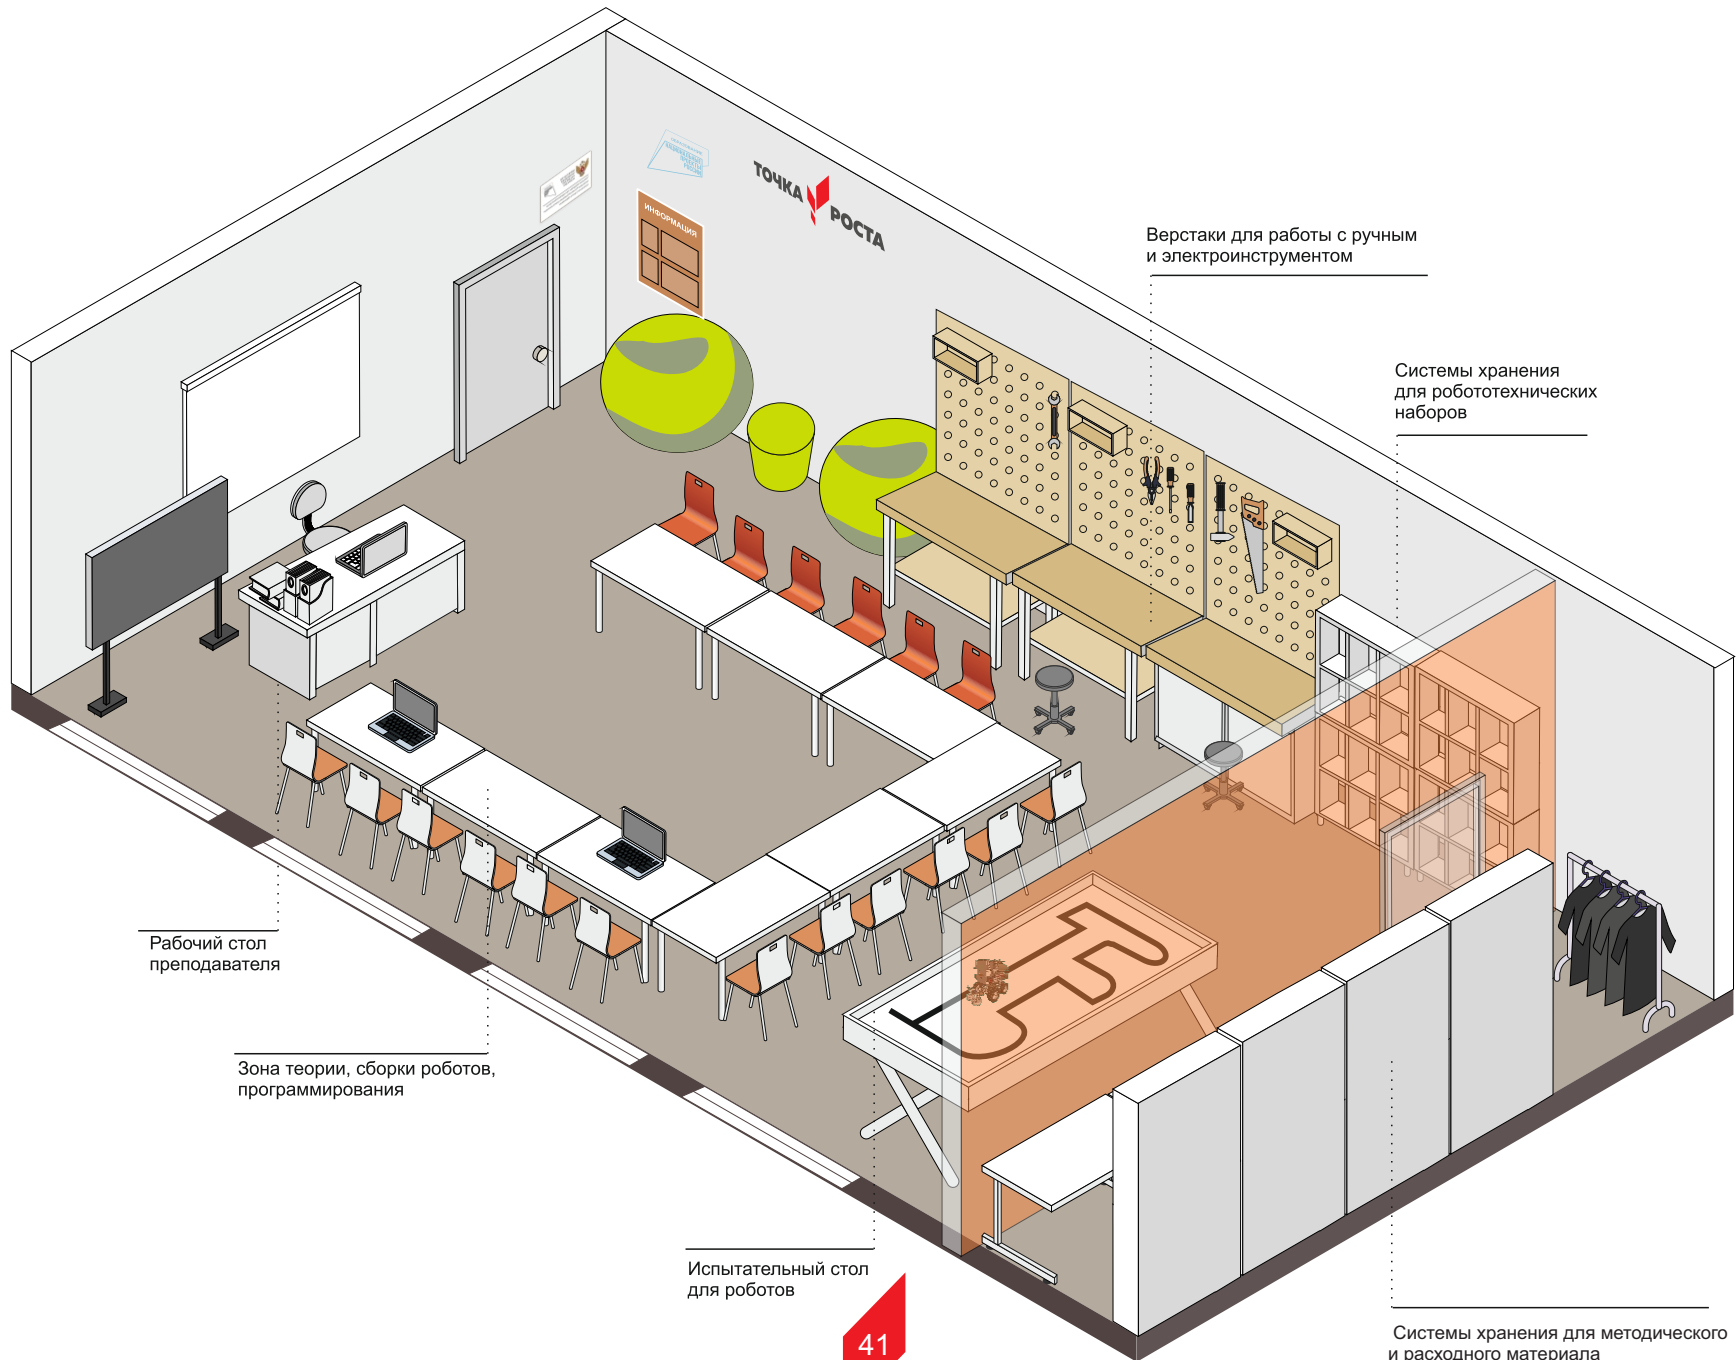 ТОЧКА
РОСТА
ИНФОРМАЦИЯ
Верстаки для работы с ручным
и электроинструментом
Системы хранения
для робототехнических
наборов
Рабочий стол
преподавателя
Зона теории, сборки роботов,
программирования
Испытательный стол
для роботов
41
Системы хранения для методического
и расходного материала